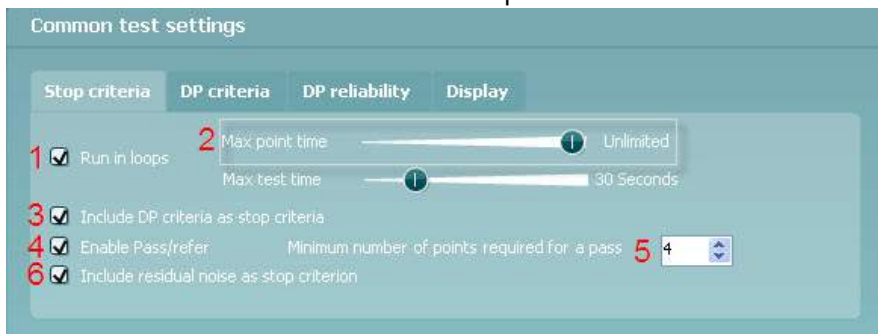 Common test settings
Stop criteria DP criteria DP reliability Display
2 Max point time Unlimited
1 Run in loops
Max test time 30 Seconds
3 Include DP criteria as stop criteria
4 Enable Pass/refer Minimum number of points required for a pass 5 4
6 Include residual noise as stop criterion